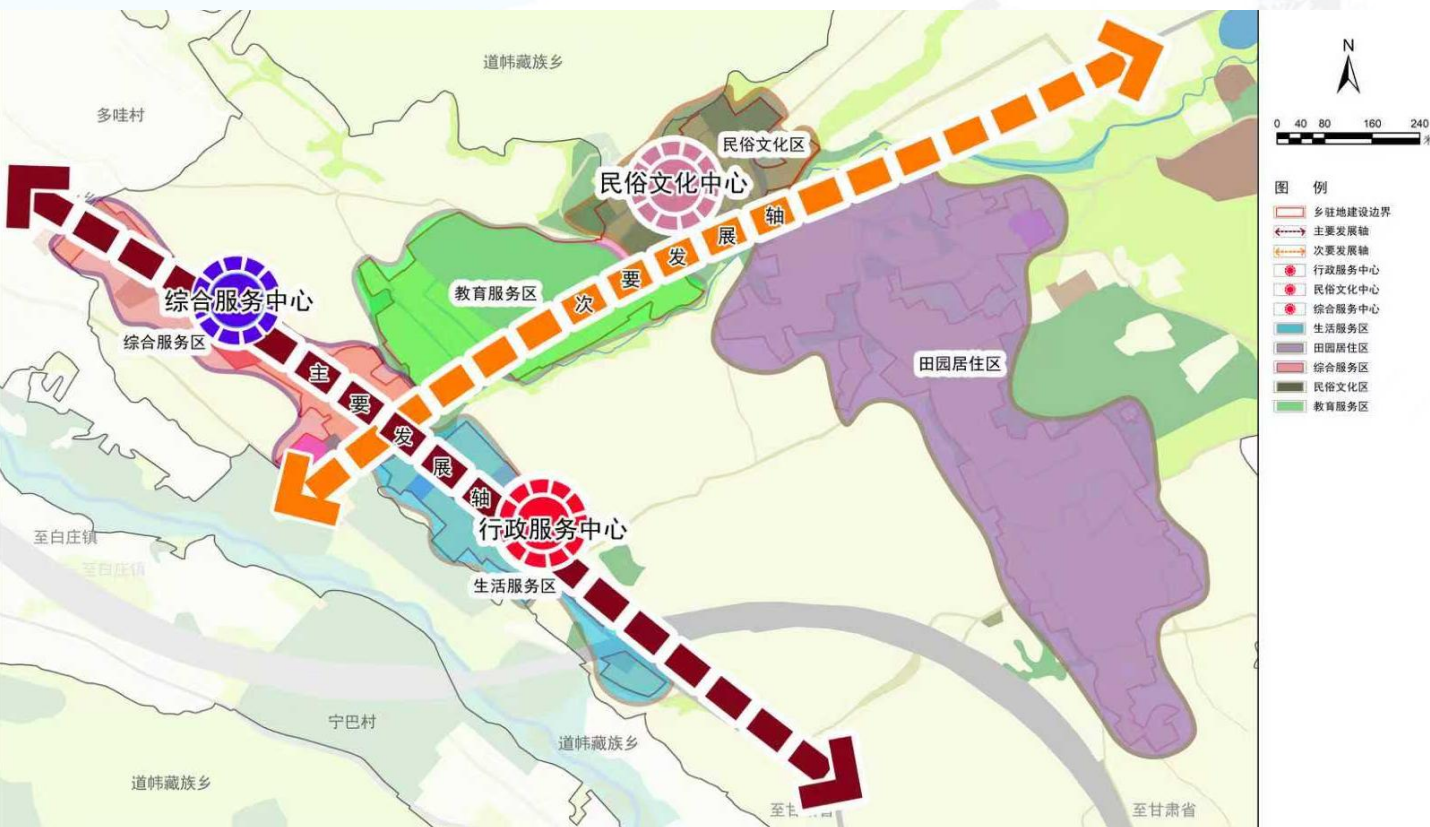 道帏藏族乡
多哇村
民俗文化区
民俗文化中心
次要发展轴
教育服务区
综合服务中心
综合服务区
主要发展轴
田园居住区
行政服务中心
生活服务区
至白庄镇
至白庄镇
宁巴村
道帏藏族乡
道帏藏族乡
至甘肃省
N
0 40 80 160 240
米
图 例
乡驻地建设边界
主要发展轴
次要发展轴
行政服务中心
民俗文化中心
综合服务中心
生活服务区
田园居住区
综合服务区
民俗文化区
教育服务区